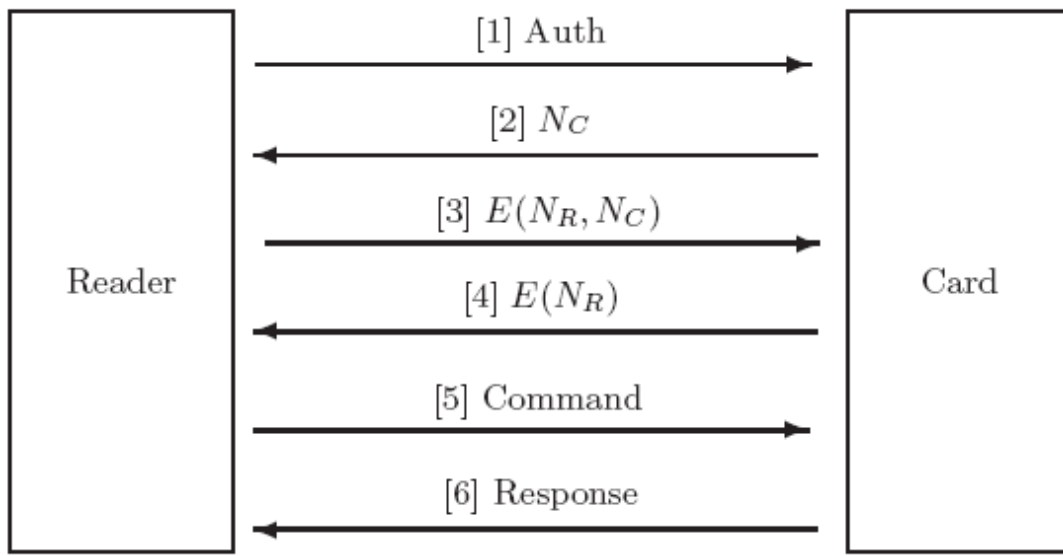 [1] Auth
[2] N_C
[3] E(N_R, N_C)
Reader
Card
[4] E(N_R)
[5] Command
[6] Response